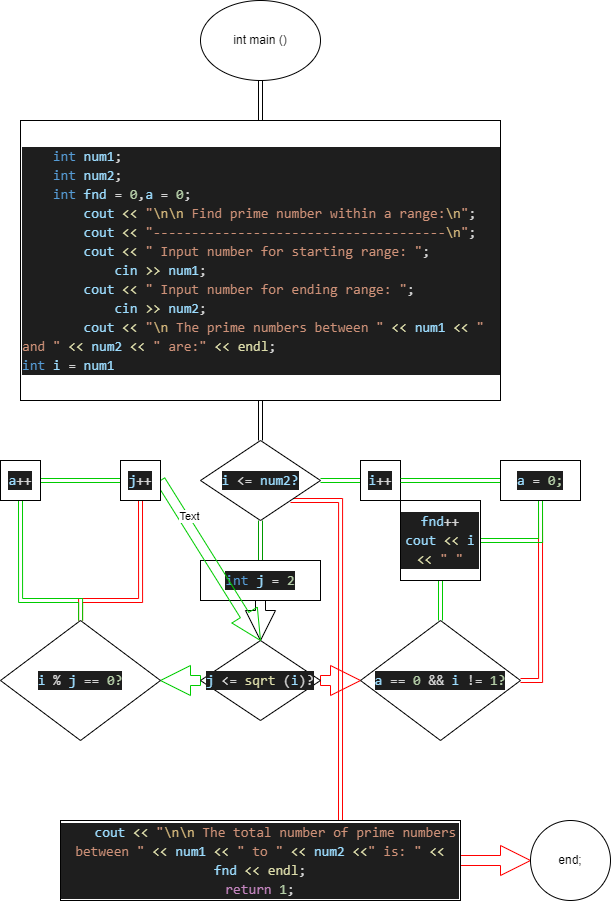 int main ()
int num1;
int num2;
int fnd = 0,a = 0;
cout << "\n\n Find prime number within a range:\n";
cout << "--------------------------------------\n";
cout << " Input number for starting range: ";
cin >> num1;
cout << " Input number for ending range: ";
cin >> num2;
cout << "\n The prime numbers between " << num1 << "
and " << num2 << " are:" << endl;
int i = num1
a++
j++
i <= num2?
i++
a = 0;
Text
fnd++
cout << i
<< " "
int j = 2
i % j == 0?
j <= sqrt (i)?
a == 0 && i != 1?
cout << "\n\n The total number of prime numbers
between " << num1 << " to " << num2 <<" is: " <<
fnd << endl;
return 1;
end;